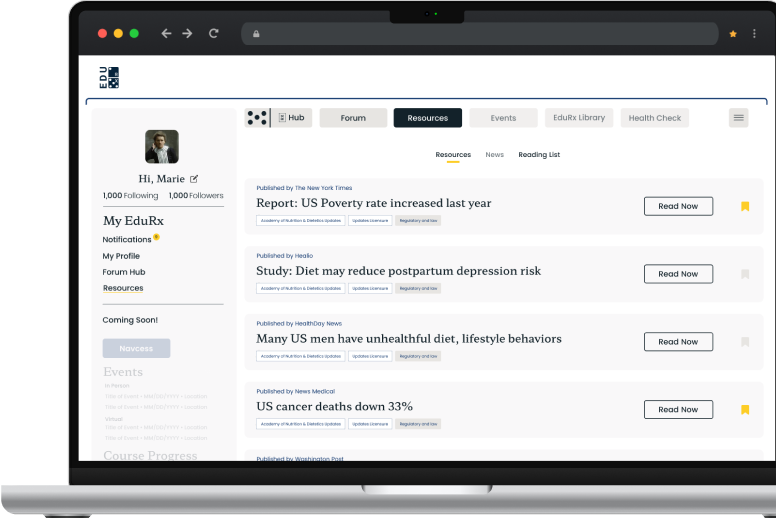 EDU
Hub
Forum
Resources
Events
EduRx Library
Health Check
Resources
News
Reading List
Hi, Marie
1,000 Following
1,000 Followers
My EduRx
Notifications
My Profile
Forum Hub
Resources
Coming Soon!
Navcess
Events
In Person
Title of Event • MM/DD/YYYY • Location
Title of Event • MM/DD/YYYY • Location
Virtual
Title of Event • MM/DD/YYYY • Location
Title of Event • MM/DD/YYYY • Location
Course Progress
Published by The New York Times
Report: US Poverty rate increased last year
Academy of Nutrition & Dietetics Updates
Updates Licensure
Regulatory and law
Read Now
Published by Healio
Study: Diet may reduce postpartum depression risk
Academy of Nutrition & Dietetics Updates
Updates Licensure
Regulatory and law
Read Now
Published by HealthDay News
Many US men have unhealthful diet, lifestyle behaviors
Academy of Nutrition & Dietetics Updates
Updates Licensure
Regulatory and law
Read Now
Published by News Medical
US cancer deaths down 33%
Academy of Nutrition & Dietetics Updates
Updates Licensure
Regulatory and law
Read Now
Published by Washington Post